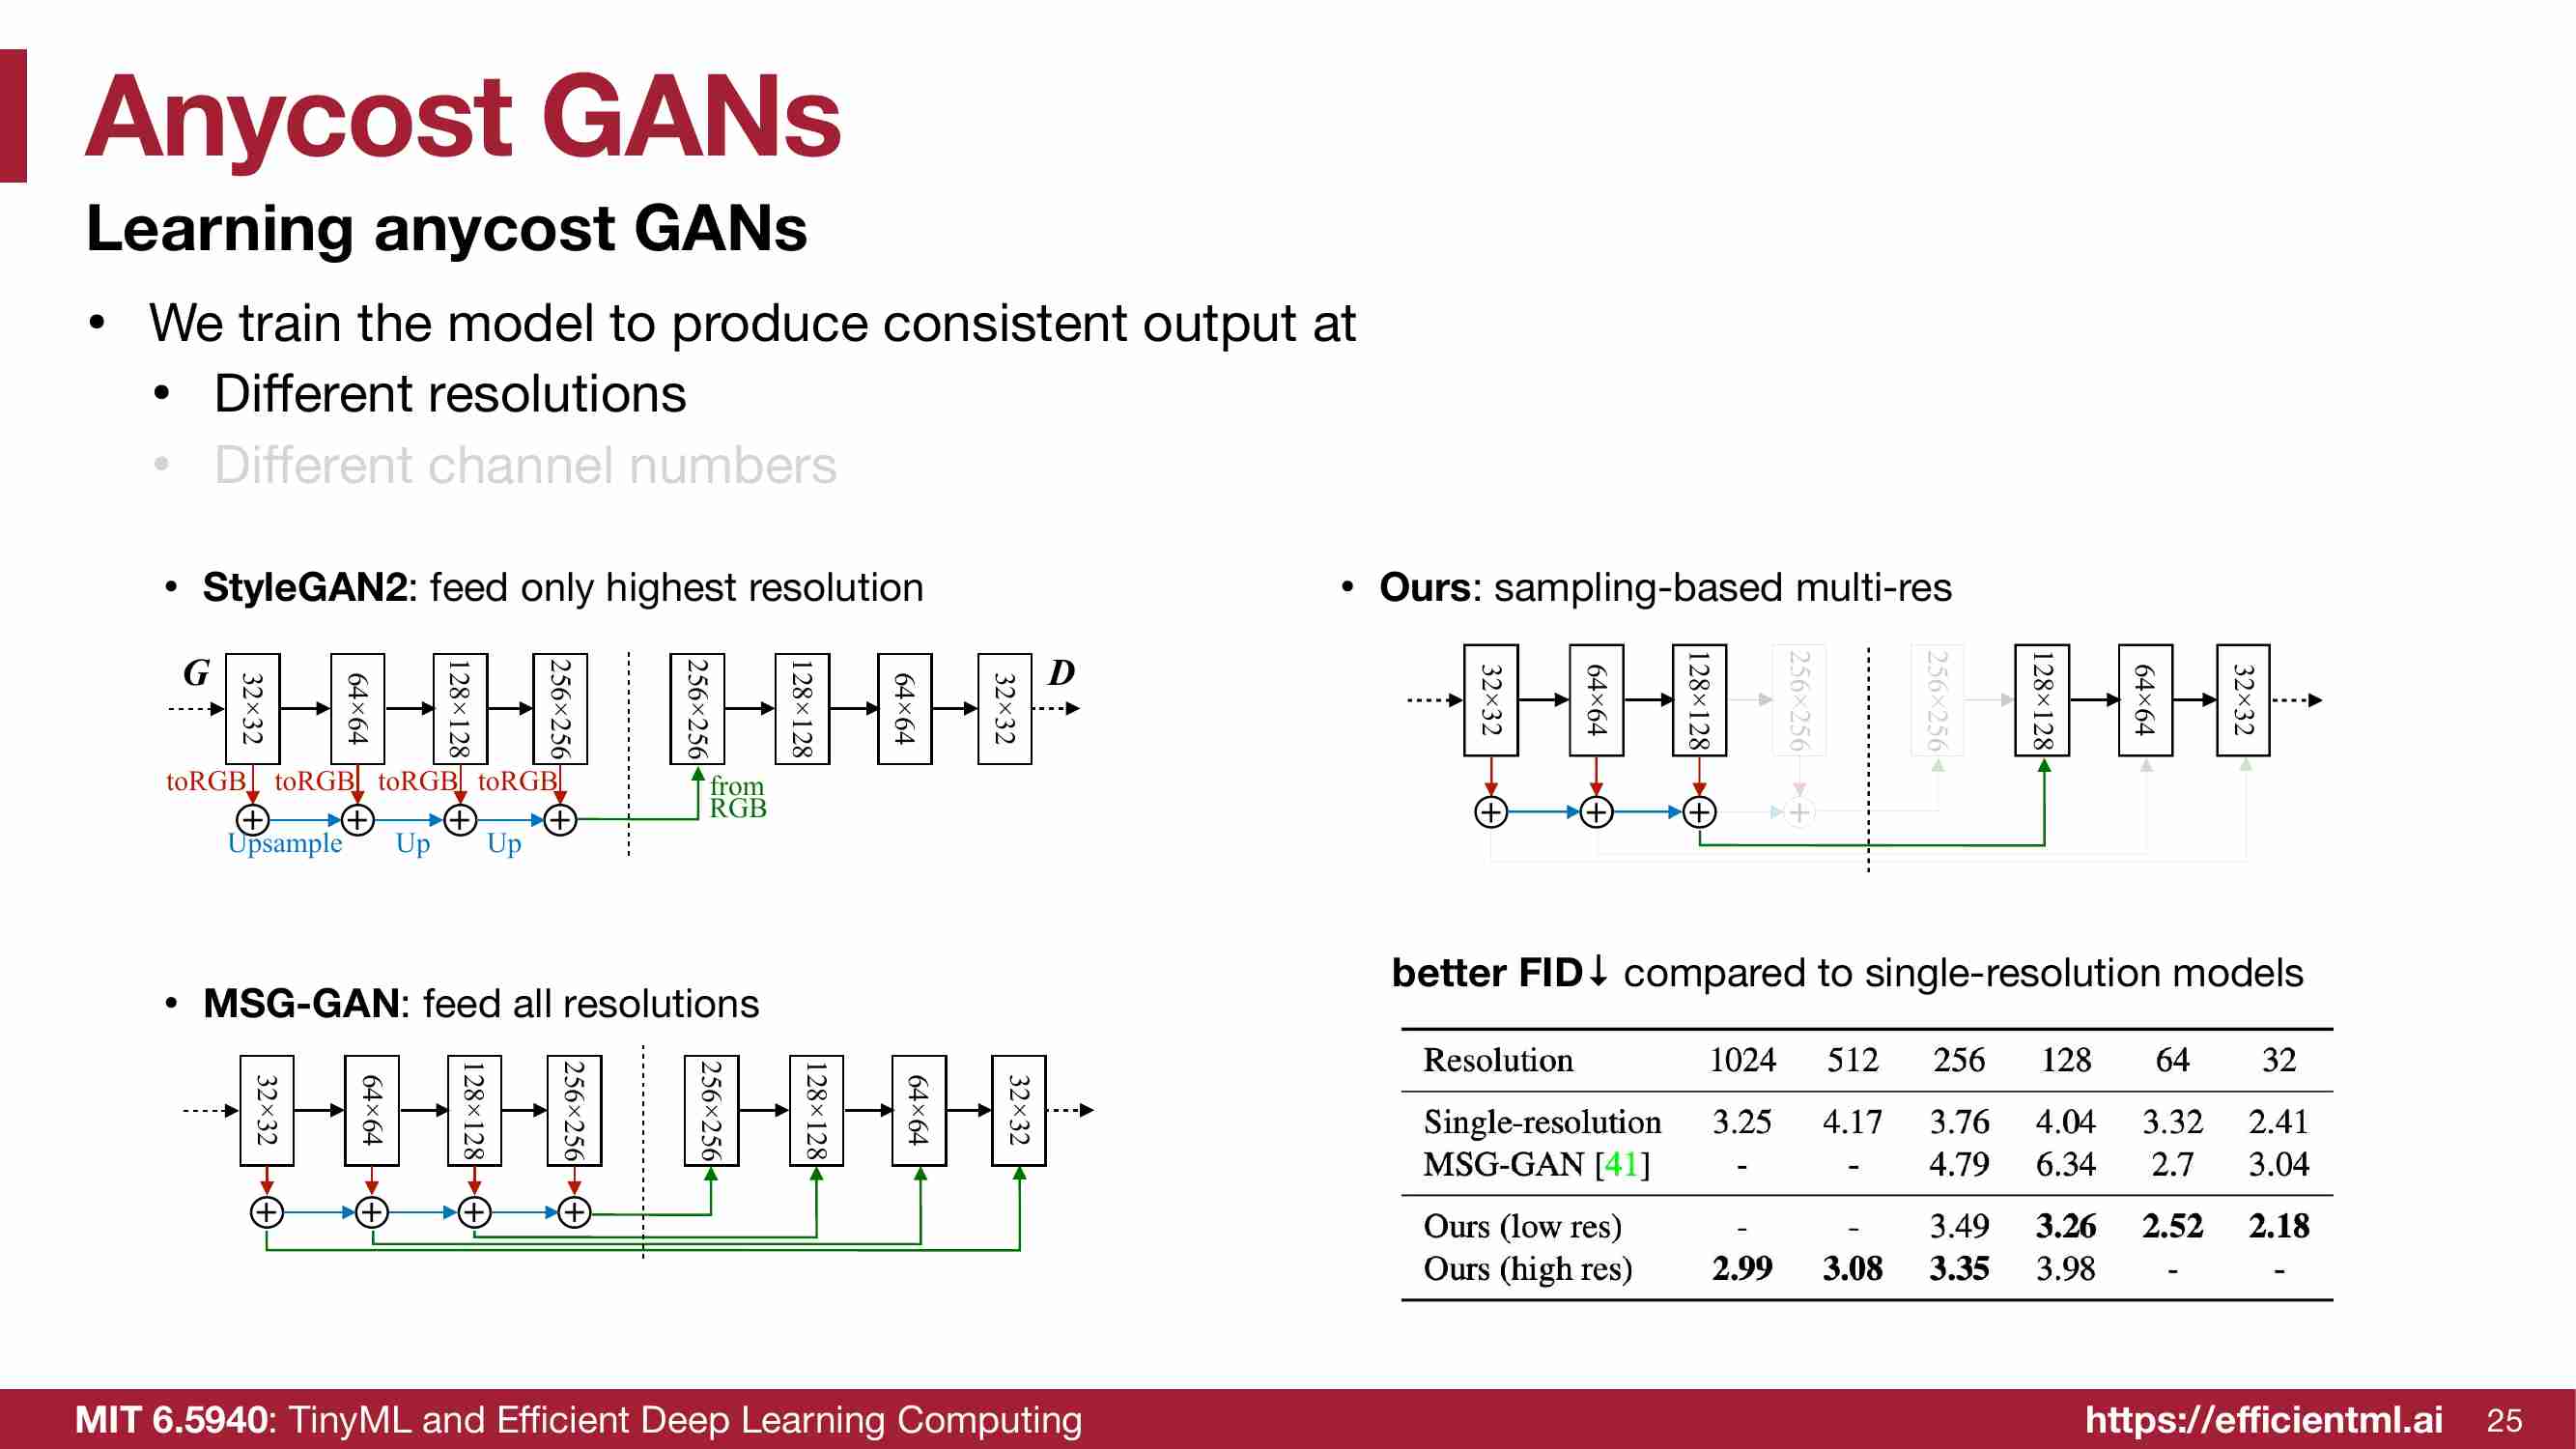 Anycost GANs
Learning anycost GANs
• We train the model to produce consistent output at
• Different resolutions
• Different channel numbers
• StyleGAN2: feed only highest resolution
G 32×32 64×64 128×128 256×256 256×256 128×128 64×64 32×32 D
toRGB toRGB toRGB toRGB from
RGB
Upsample Up Up
• MSG-GAN: feed all resolutions
32×32 64×64 128×128 256×256 256×256 128×128 64×64 32×32
• Ours: sampling-based multi-res
32×32 64×64 128×128 256×256 256×256 128×128 64×64 32×32
better FID↓ compared to single-resolution models
Resolution 1024 512 256 128 64 32
Single-resolution 3.25 4.17 3.76 4.04 3.32 2.41
MSG-GAN [41] - - 4.79 6.34 2.7 3.04
Ours (low res) - - 3.49 3.26 2.52 2.18
Ours (high res) 2.99 3.08 3.35 3.98 - -
MIT 6.5940: TinyML and Efficient Deep Learning Computing https://efficientml.ai 25